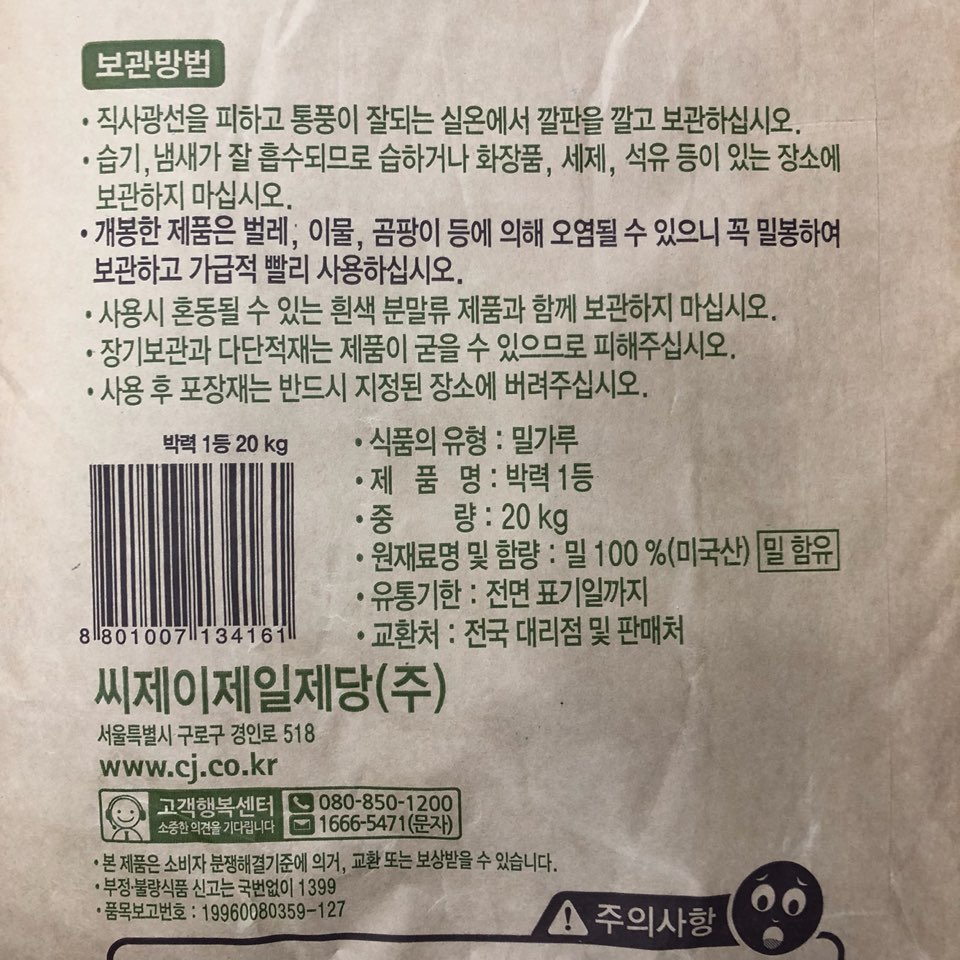 보관방법
• 직사광선을 피하고 통풍이 잘되는 실온에서 깔판을 깔고 보관하십시오.
• 습기, 냄새가 잘 흡수되므로 습하거나 화장품, 세제, 석유 등이 있는 장소에
보관하지 마십시오.
• 개봉한 제품은 벌레, 이물, 곰팡이 등에 의해 오염될 수 있으니 꼭 밀봉하여
보관하고 가급적 빨리 사용하십시오.
• 사용시 혼동될 수 있는 흰색 분말류 제품과 함께 보관하지 마십시오.
• 장기보관과 다단적재는 제품이 굳을 수 있으므로 피해주십시오.
• 사용 후 포장재는 반드시 지정된 장소에 버려주십시오.
박력 1등 20 kg
8 801007 134161
• 식품의 유형 : 밀가루
• 제 품 명 : 박력 1등
• 중 량 : 20 kg
• 원재료명 및 함량 : 밀 100 %(미국산) 밀 함유
• 유통기한 : 전면 표기일까지
• 교환처 : 전국 대리점 및 판매처
씨제이제일제당(주)
서울특별시 구로구 경인로 518
www.cj.co.kr
고객행복센터 080-850-1200
소중한 의견을 기다립니다 1666-5471(문자)
• 본 제품은 소비자 분쟁해결기준에 의거, 교환 또는 보상받을 수 있습니다.
• 부정·불량식품 신고는 국번없이 1399
• 품목보고번호 : 19960080359-127
주의사항